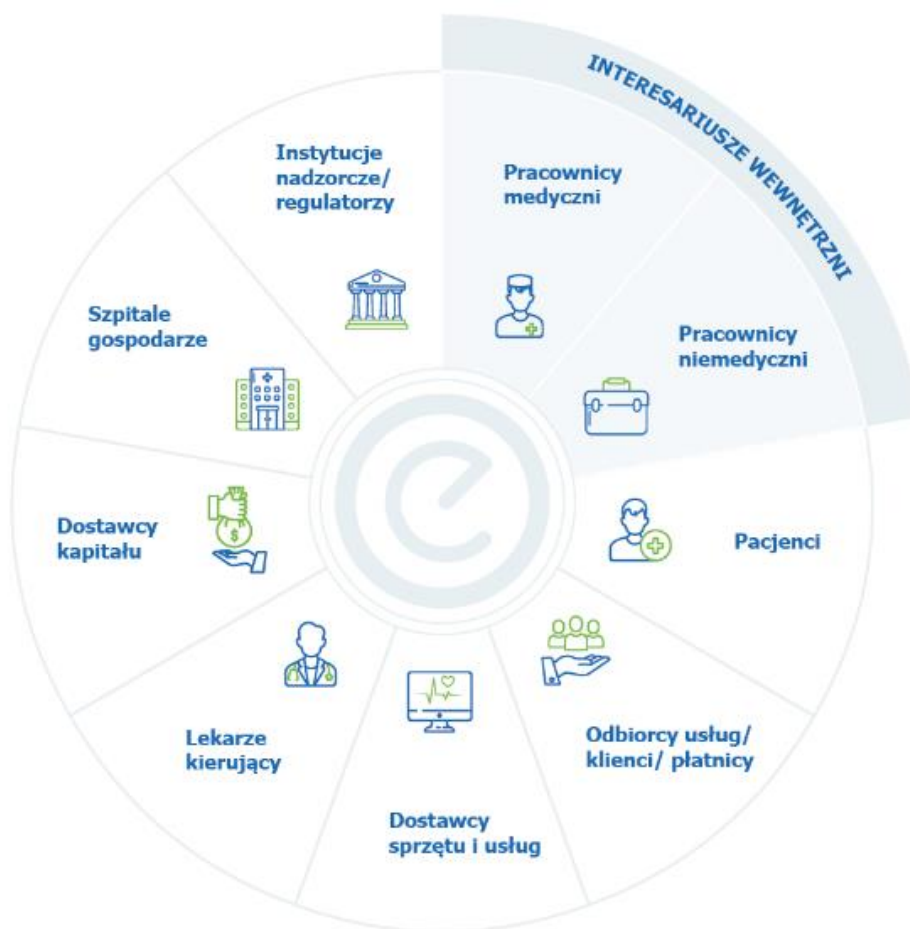 INTERESARIUSZE WEWNĘTRZNI
Instytucje
nadzorcze/
regulatorzy
Pracownicy
medyczni
Pracownicy
niemedyczni
Pacjenci
Odbiorcy usług/
klienci/ płatnicy
Dostawcy
sprzętu i usług
Lekarze
kierujący
Dostawcy
kapitału
Szpitale
gospodarze
$
e